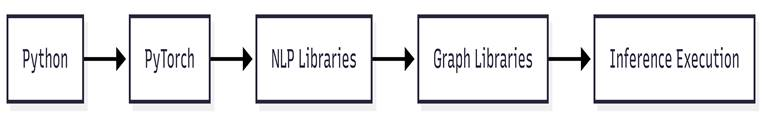 Python
PyTorch
NLP Libraries
Graph Libraries
Inference Execution